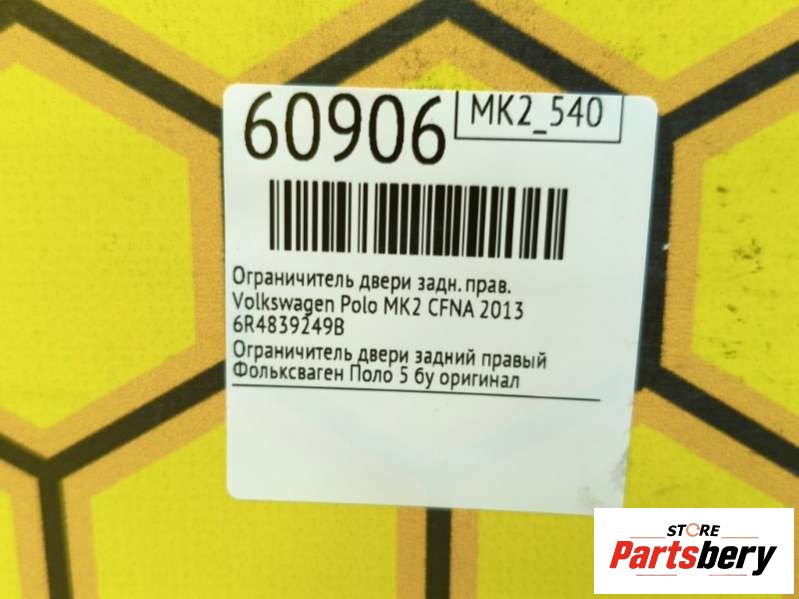 60906
MK2_540
Ограничитель двери задн. прав.
Volkswagen Polo MK2 CFNA 2013
6R4839249B
Ограничитель двери задний правый
Фольксваген Поло 5 бу оригинал
STORE
Partsbery